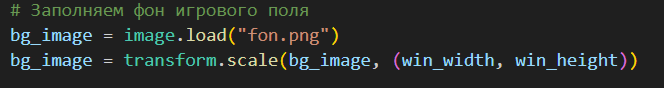 # Заполняем фон игрового поля
bg_image = image.load("fon.png")
bg_image = transform.scale(bg_image, (win_width, win_height))